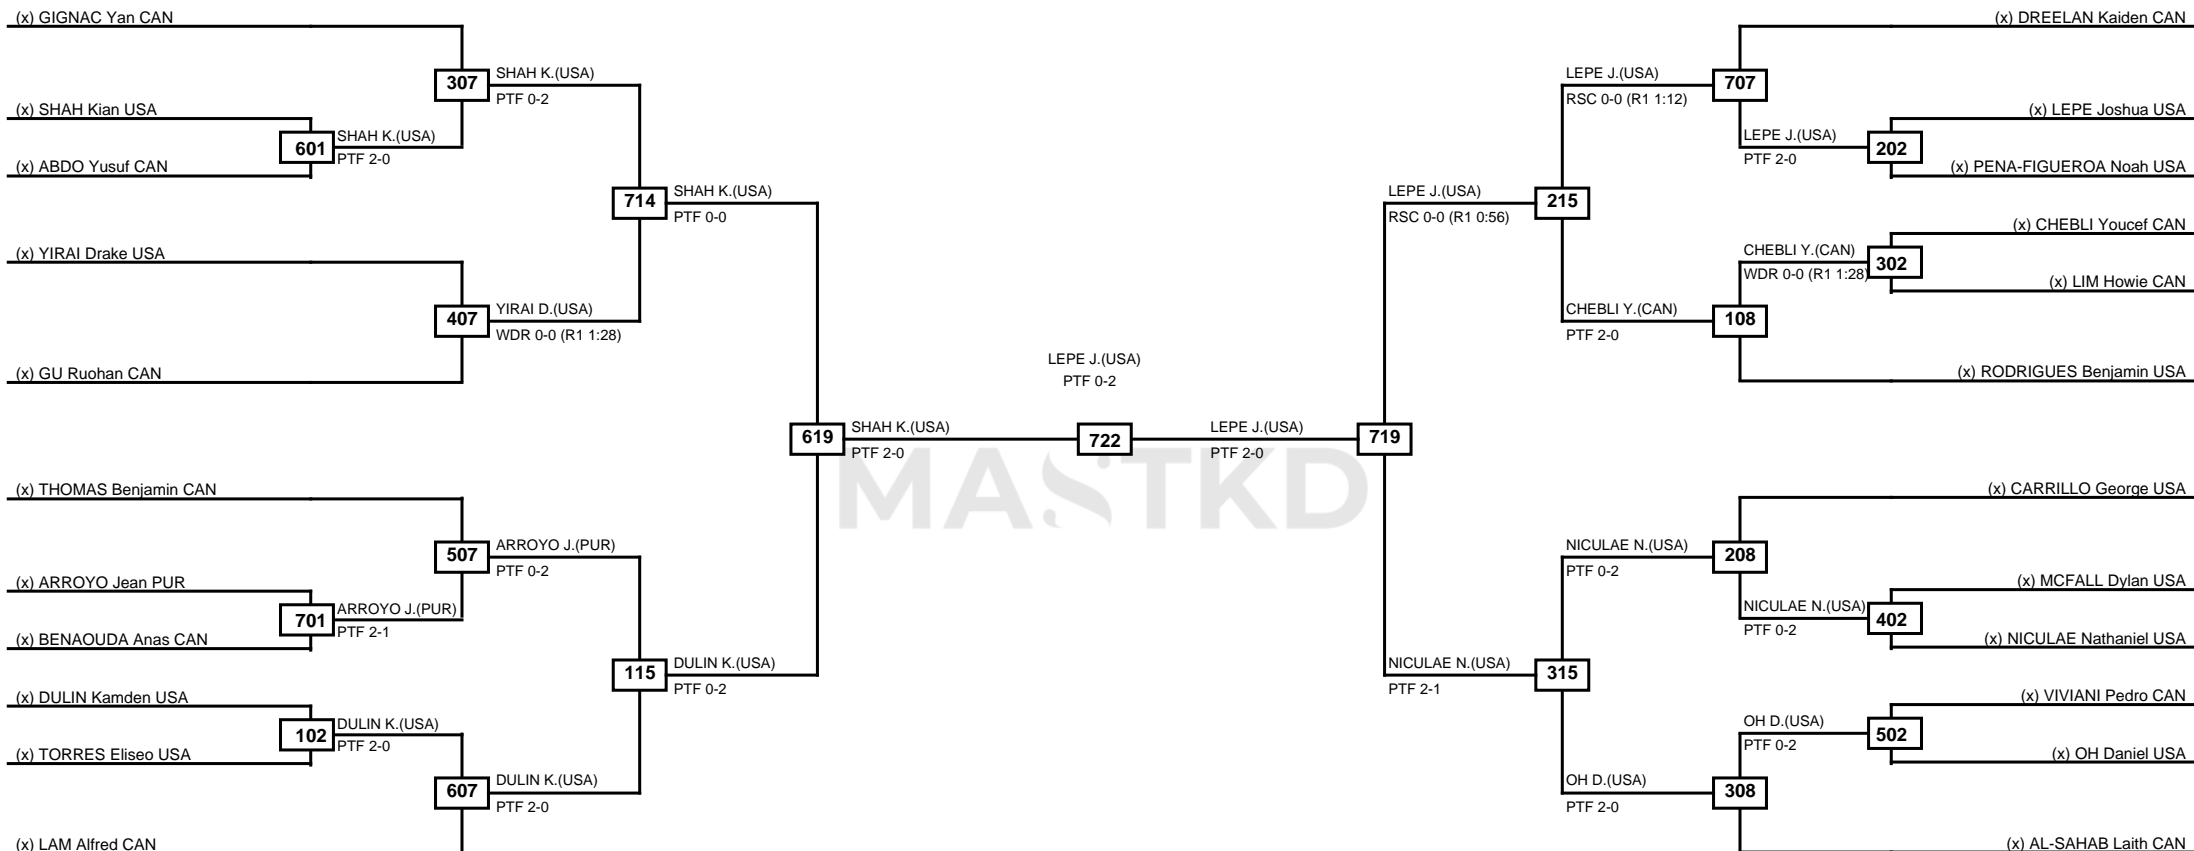 (x) GIGNAC Yan CAN
307
SHAH K.(USA)
PTF 0-2
(x) SHAH Kian USA
601
SHAH K.(USA)
PTF 2-0
(x) ABDO Yusuf CAN
714
SHAH K.(USA)
PTF 0-0
(x) YIRAI Drake USA
407
YIRAI D.(USA)
WDR 0-0 (R1 1:28)
(x) GU Ruohan CAN
619
SHAH K.(USA)
PTF 2-0
(x) THOMAS Benjamin CAN
507
ARROYO J.(PUR)
PTF 0-2
(x) ARROYO Jean PUR
701
ARROYO J.(PUR)
PTF 2-1
(x) BENAOUDA Anas CAN
115
DULIN K.(USA)
PTF 0-2
(x) DULIN Kamden USA
102
DULIN K.(USA)
PTF 2-0
(x) TORRES Eliseo USA
607
DULIN K.(USA)
PTF 2-0
(x) LAM Alfred CAN
LEPE J.(USA)
PTF 0-2
722
MASTKD
LEPE J.(USA)
PTF 2-0
719
(x) DREELAN Kaiden CAN
LEPE J.(USA)
RSC 0-0 (R1 1:12)
707
(x) LEPE Joshua USA
LEPE J.(USA)
PTF 2-0
202
(x) PENA-FIGUEROA Noah USA
LEPE J.(USA)
RSC 0-0 (R1 0:56)
215
(x) CHEBLI Youcef CAN
CHEBLI Y.(CAN)
WDR 0-0 (R1 1:28)
302
(x) LIM Howie CAN
CHEBLI Y.(CAN)
PTF 2-0
108
(x) RODRIGUES Benjamin USA
(x) CARRILLO George USA
NICULAE N.(USA)
PTF 0-2
208
(x) MCFALL Dylan USA
NICULAE N.(USA)
PTF 0-2
402
(x) NICULAE Nathaniel USA
NICULAE N.(USA)
PTF 2-1
315
(x) VIVIANI Pedro CAN
OH D.(USA)
PTF 0-2
502
(x) OH Daniel USA
OH D.(USA)
PTF 2-0
308
(x) AL-SAHAB Laith CAN